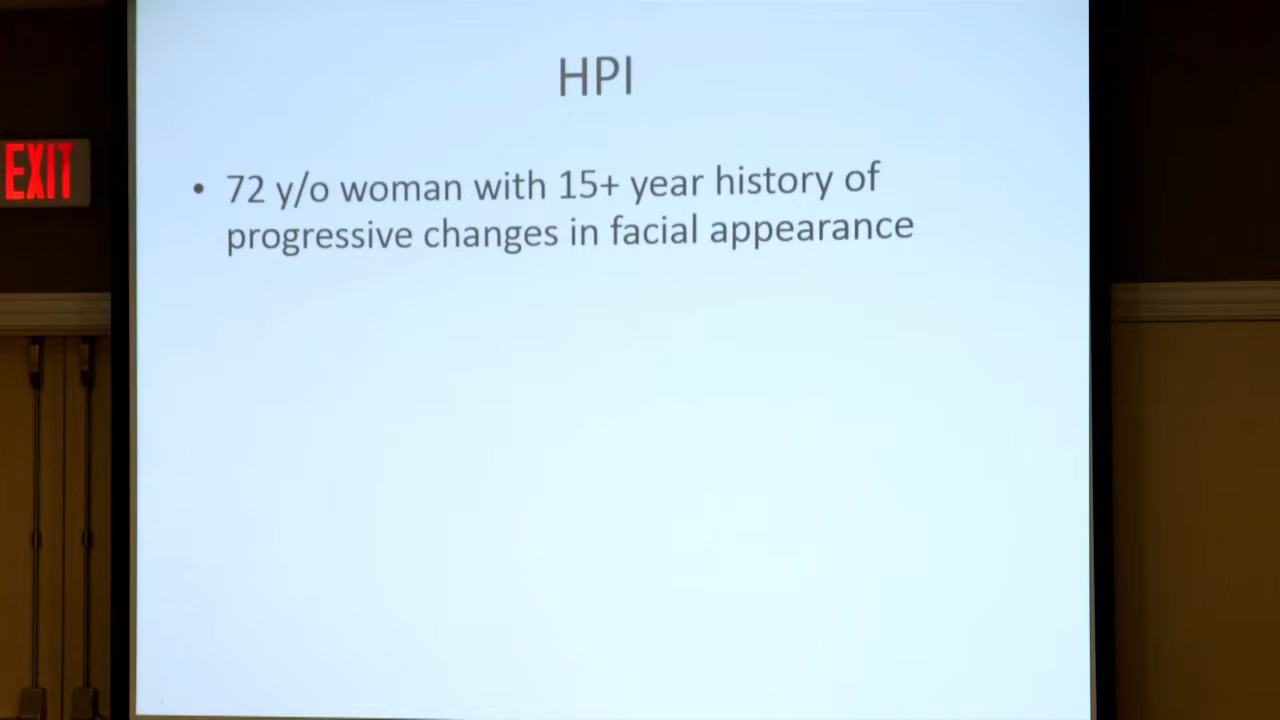 HPI
EXIT
• 72 y/o woman with 15+ year history of
progressive changes in facial appearance